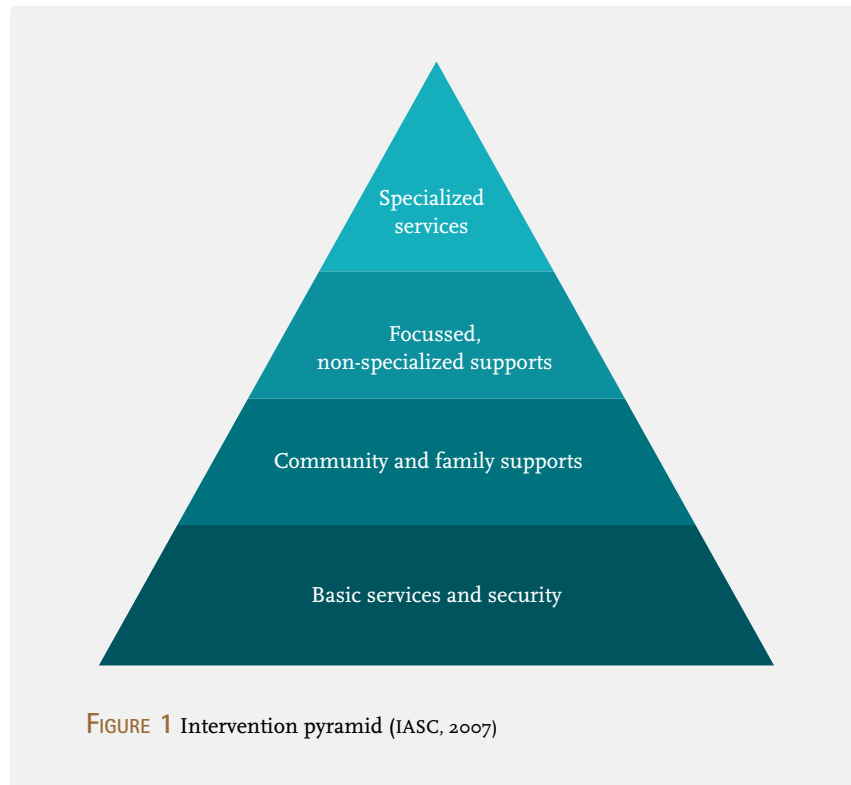 Specialized
services
Focussed,
non-specialized supports
Community and family supports
Basic services and security
FIGURE 1 Intervention pyramid (IASC, 2007)